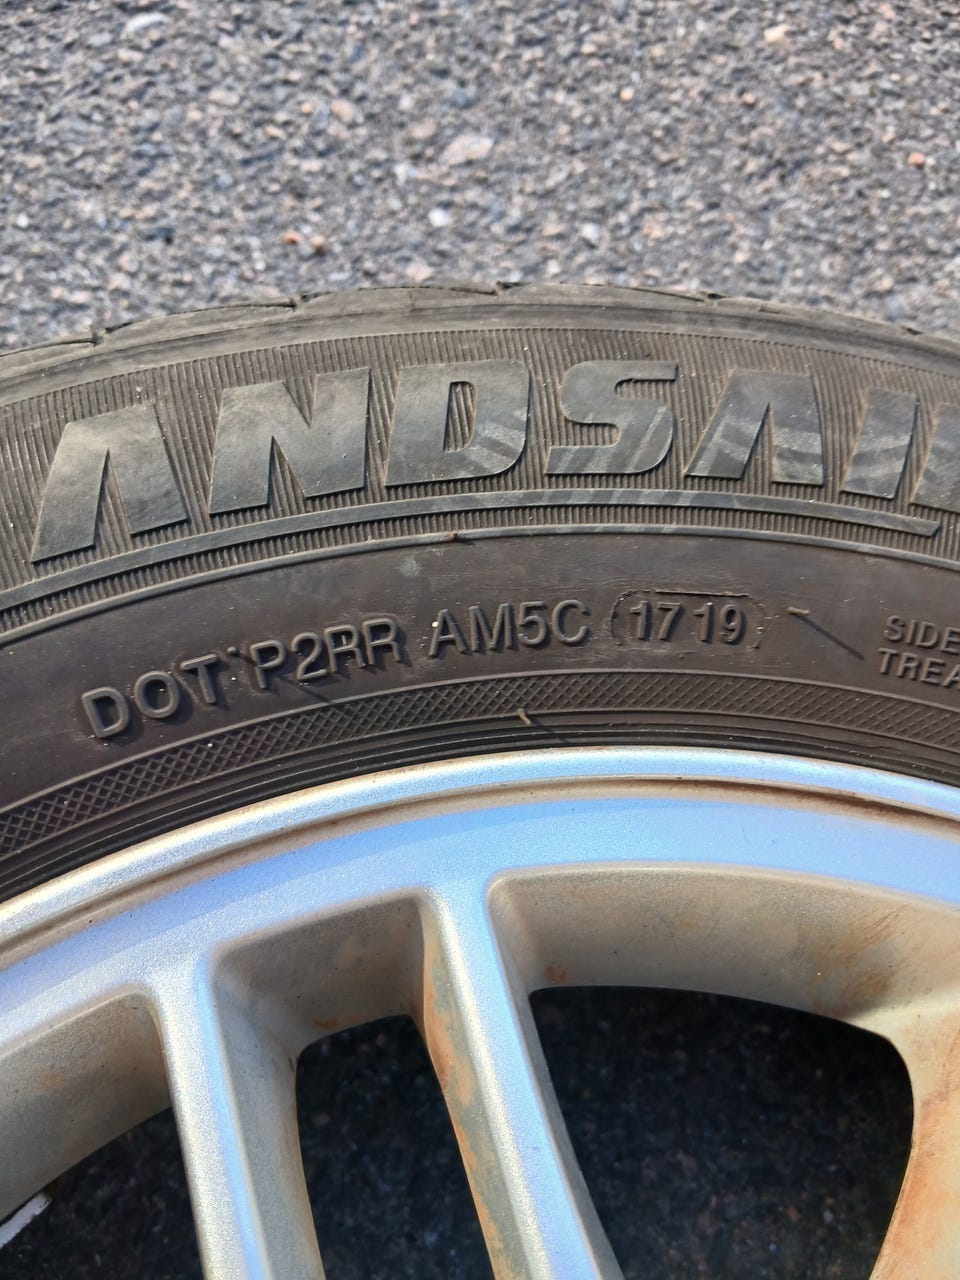 ANDSAI
DOT P2RR AM5C 1719
SIDE
TREA